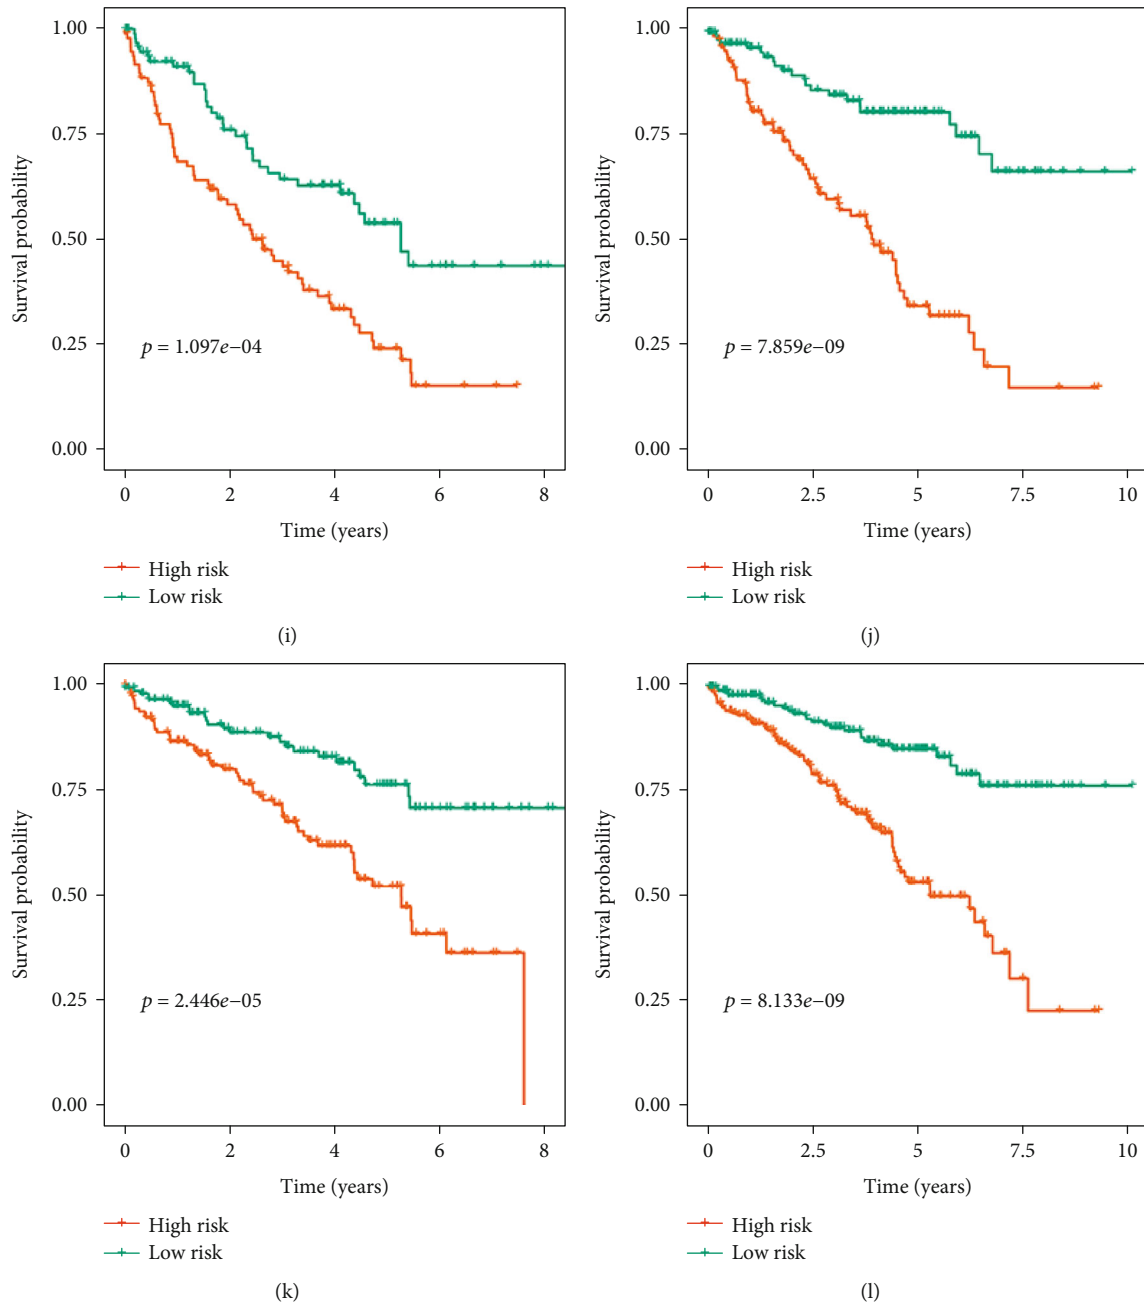 1.00
0.75
0.50
0.25
0.00
Survival probability
p = 1.097e−04
0 2 4 6 8
Time (years)
High risk
Low risk
(i)
1.00
0.75
0.50
0.25
0.00
Survival probability
p = 7.859e−09
0 2.5 5 7.5 10
Time (years)
High risk
Low risk
(j)
1.00
0.75
0.50
0.25
0.00
Survival probability
p = 2.446e−05
0 2 4 6 8
Time (years)
High risk
Low risk
(k)
1.00
0.75
0.50
0.25
0.00
Survival probability
p = 8.133e−09
0 2.5 5 7.5 10
Time (years)
High risk
Low risk
(l)